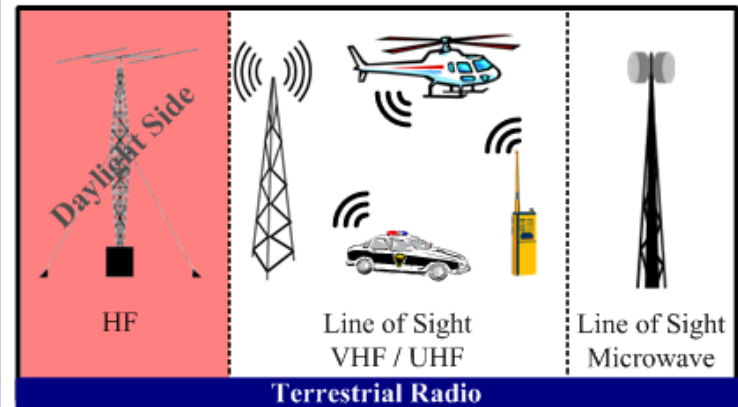 Daylight Side
HF
Line of Sight
VHF / UHF
Line of Sight
Microwave
Terrestrial Radio